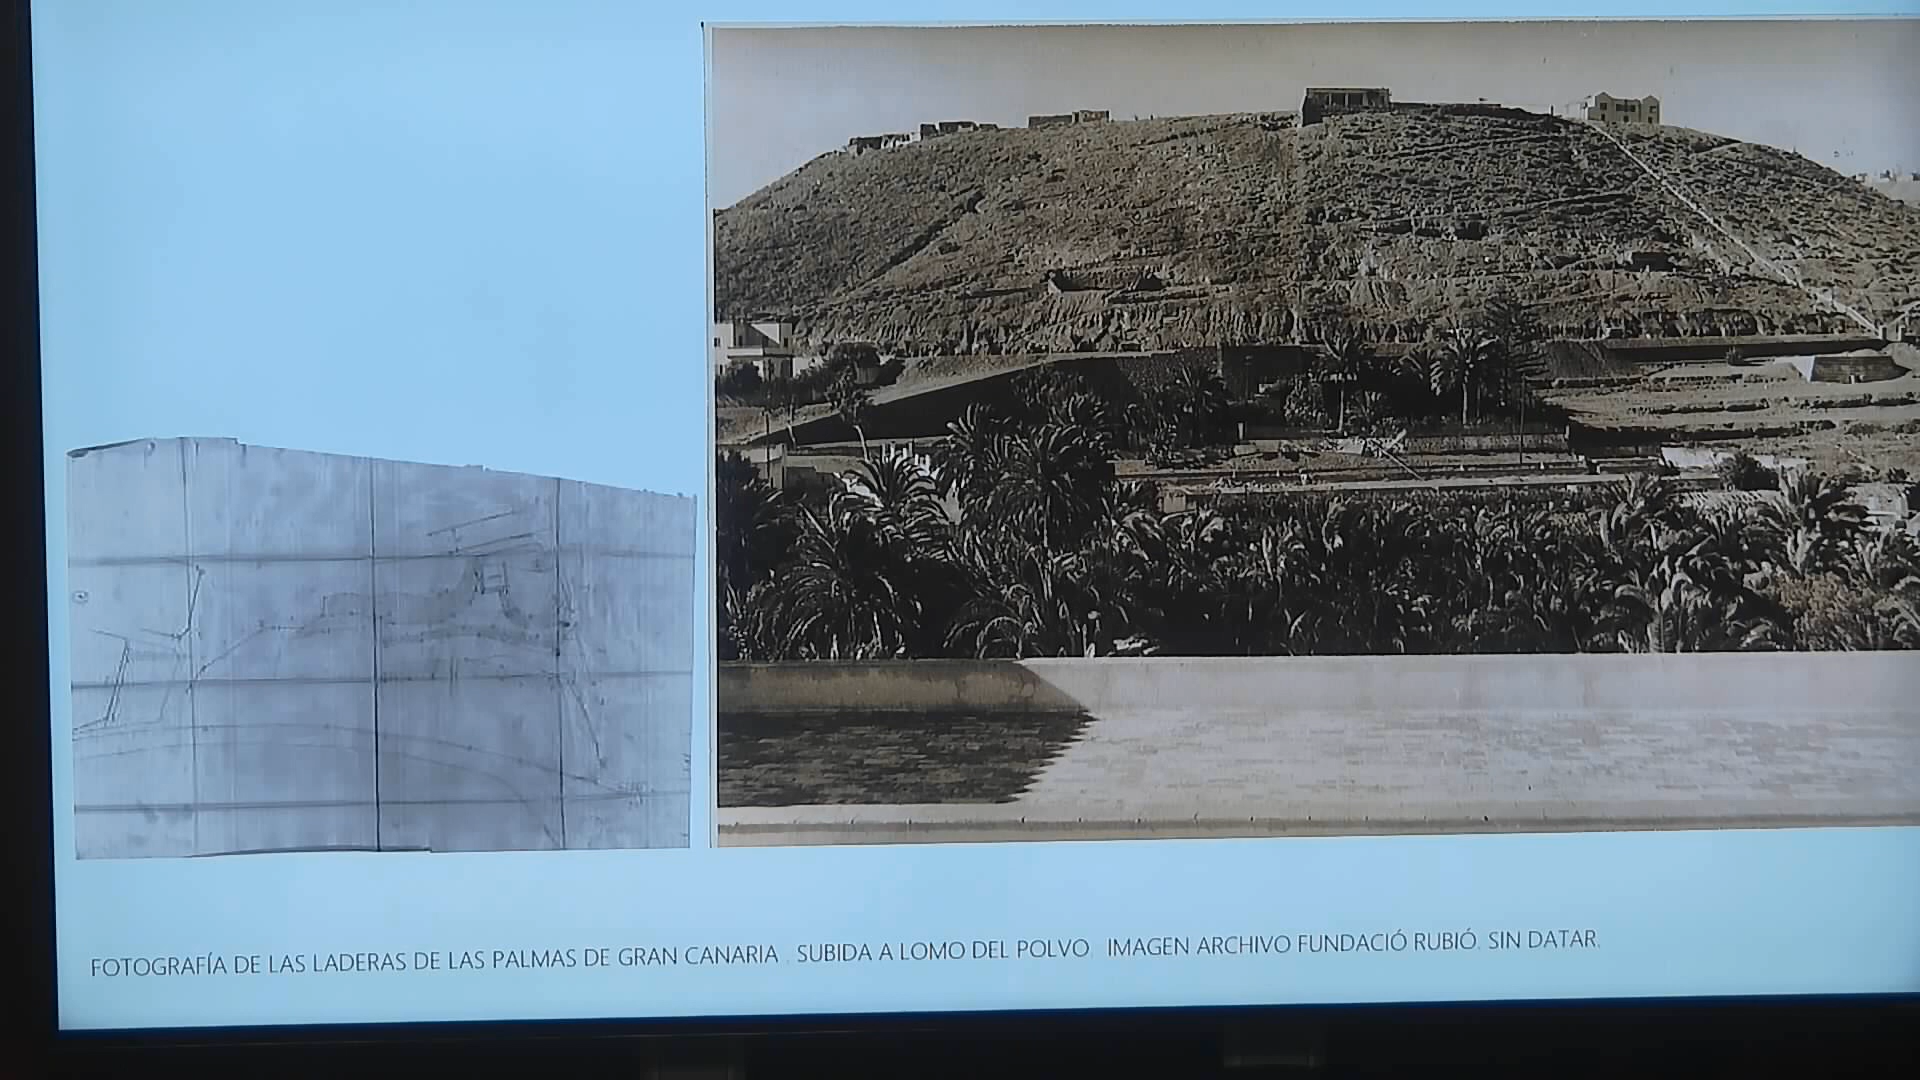 FOTOGRAFÍA DE LAS LADERAS DE LAS PALMAS DE GRAN CANARIA . SUBIDA A LOMO DEL POLVO. IMAGEN ARCHIVO FUNDACIÓ RUBIÓ. SIN DATAR.